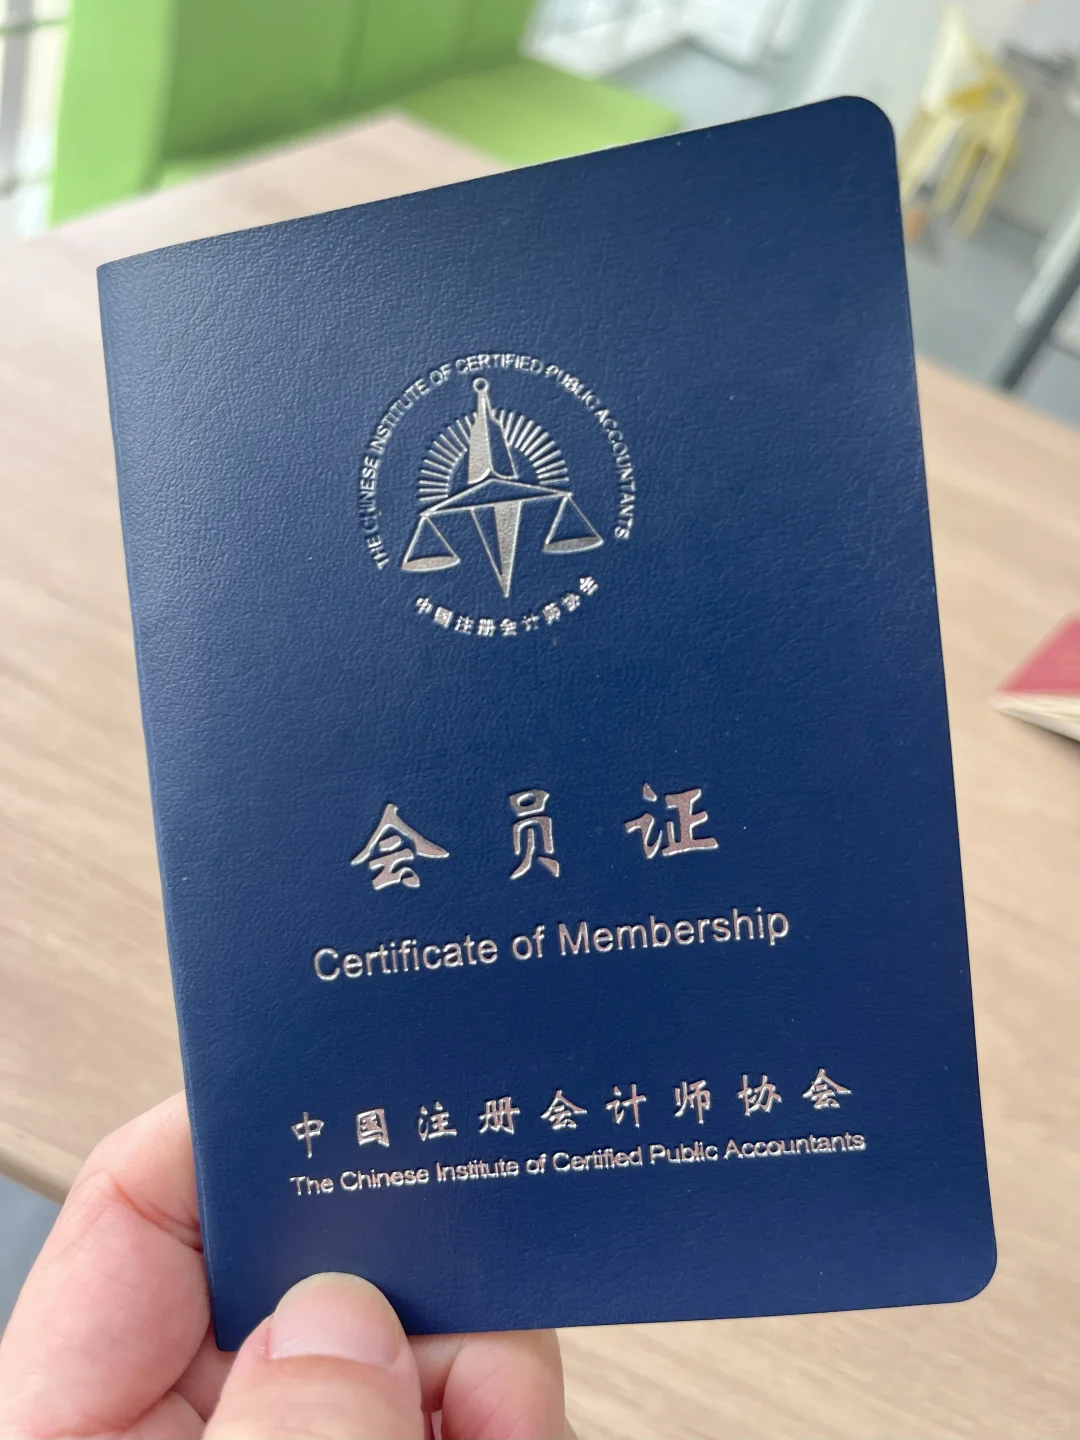 THE CHINESE INSTITUTE OF CERTIFIED PUBLIC ACCOUNTANTS
中国注册会计师协会
会员证
Certificate of Membership
中国注册会计师协会
The Chinese Institute of Certified Public Accountants